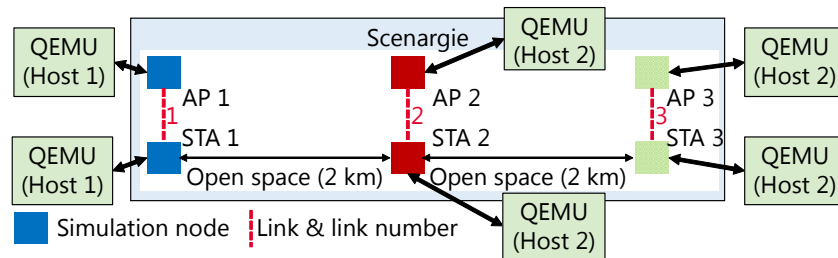 QEMU
(Host 1)
Scenargie
QEMU
(Host 2)
QEMU
(Host 2)
AP 1
AP 2
AP 3
1
2
3
STA 1
STA 2
STA 3
QEMU
(Host 1)
Open space (2 km)
Open space (2 km)
QEMU
(Host 2)
QEMU
(Host 2)
Simulation node
Link & link number